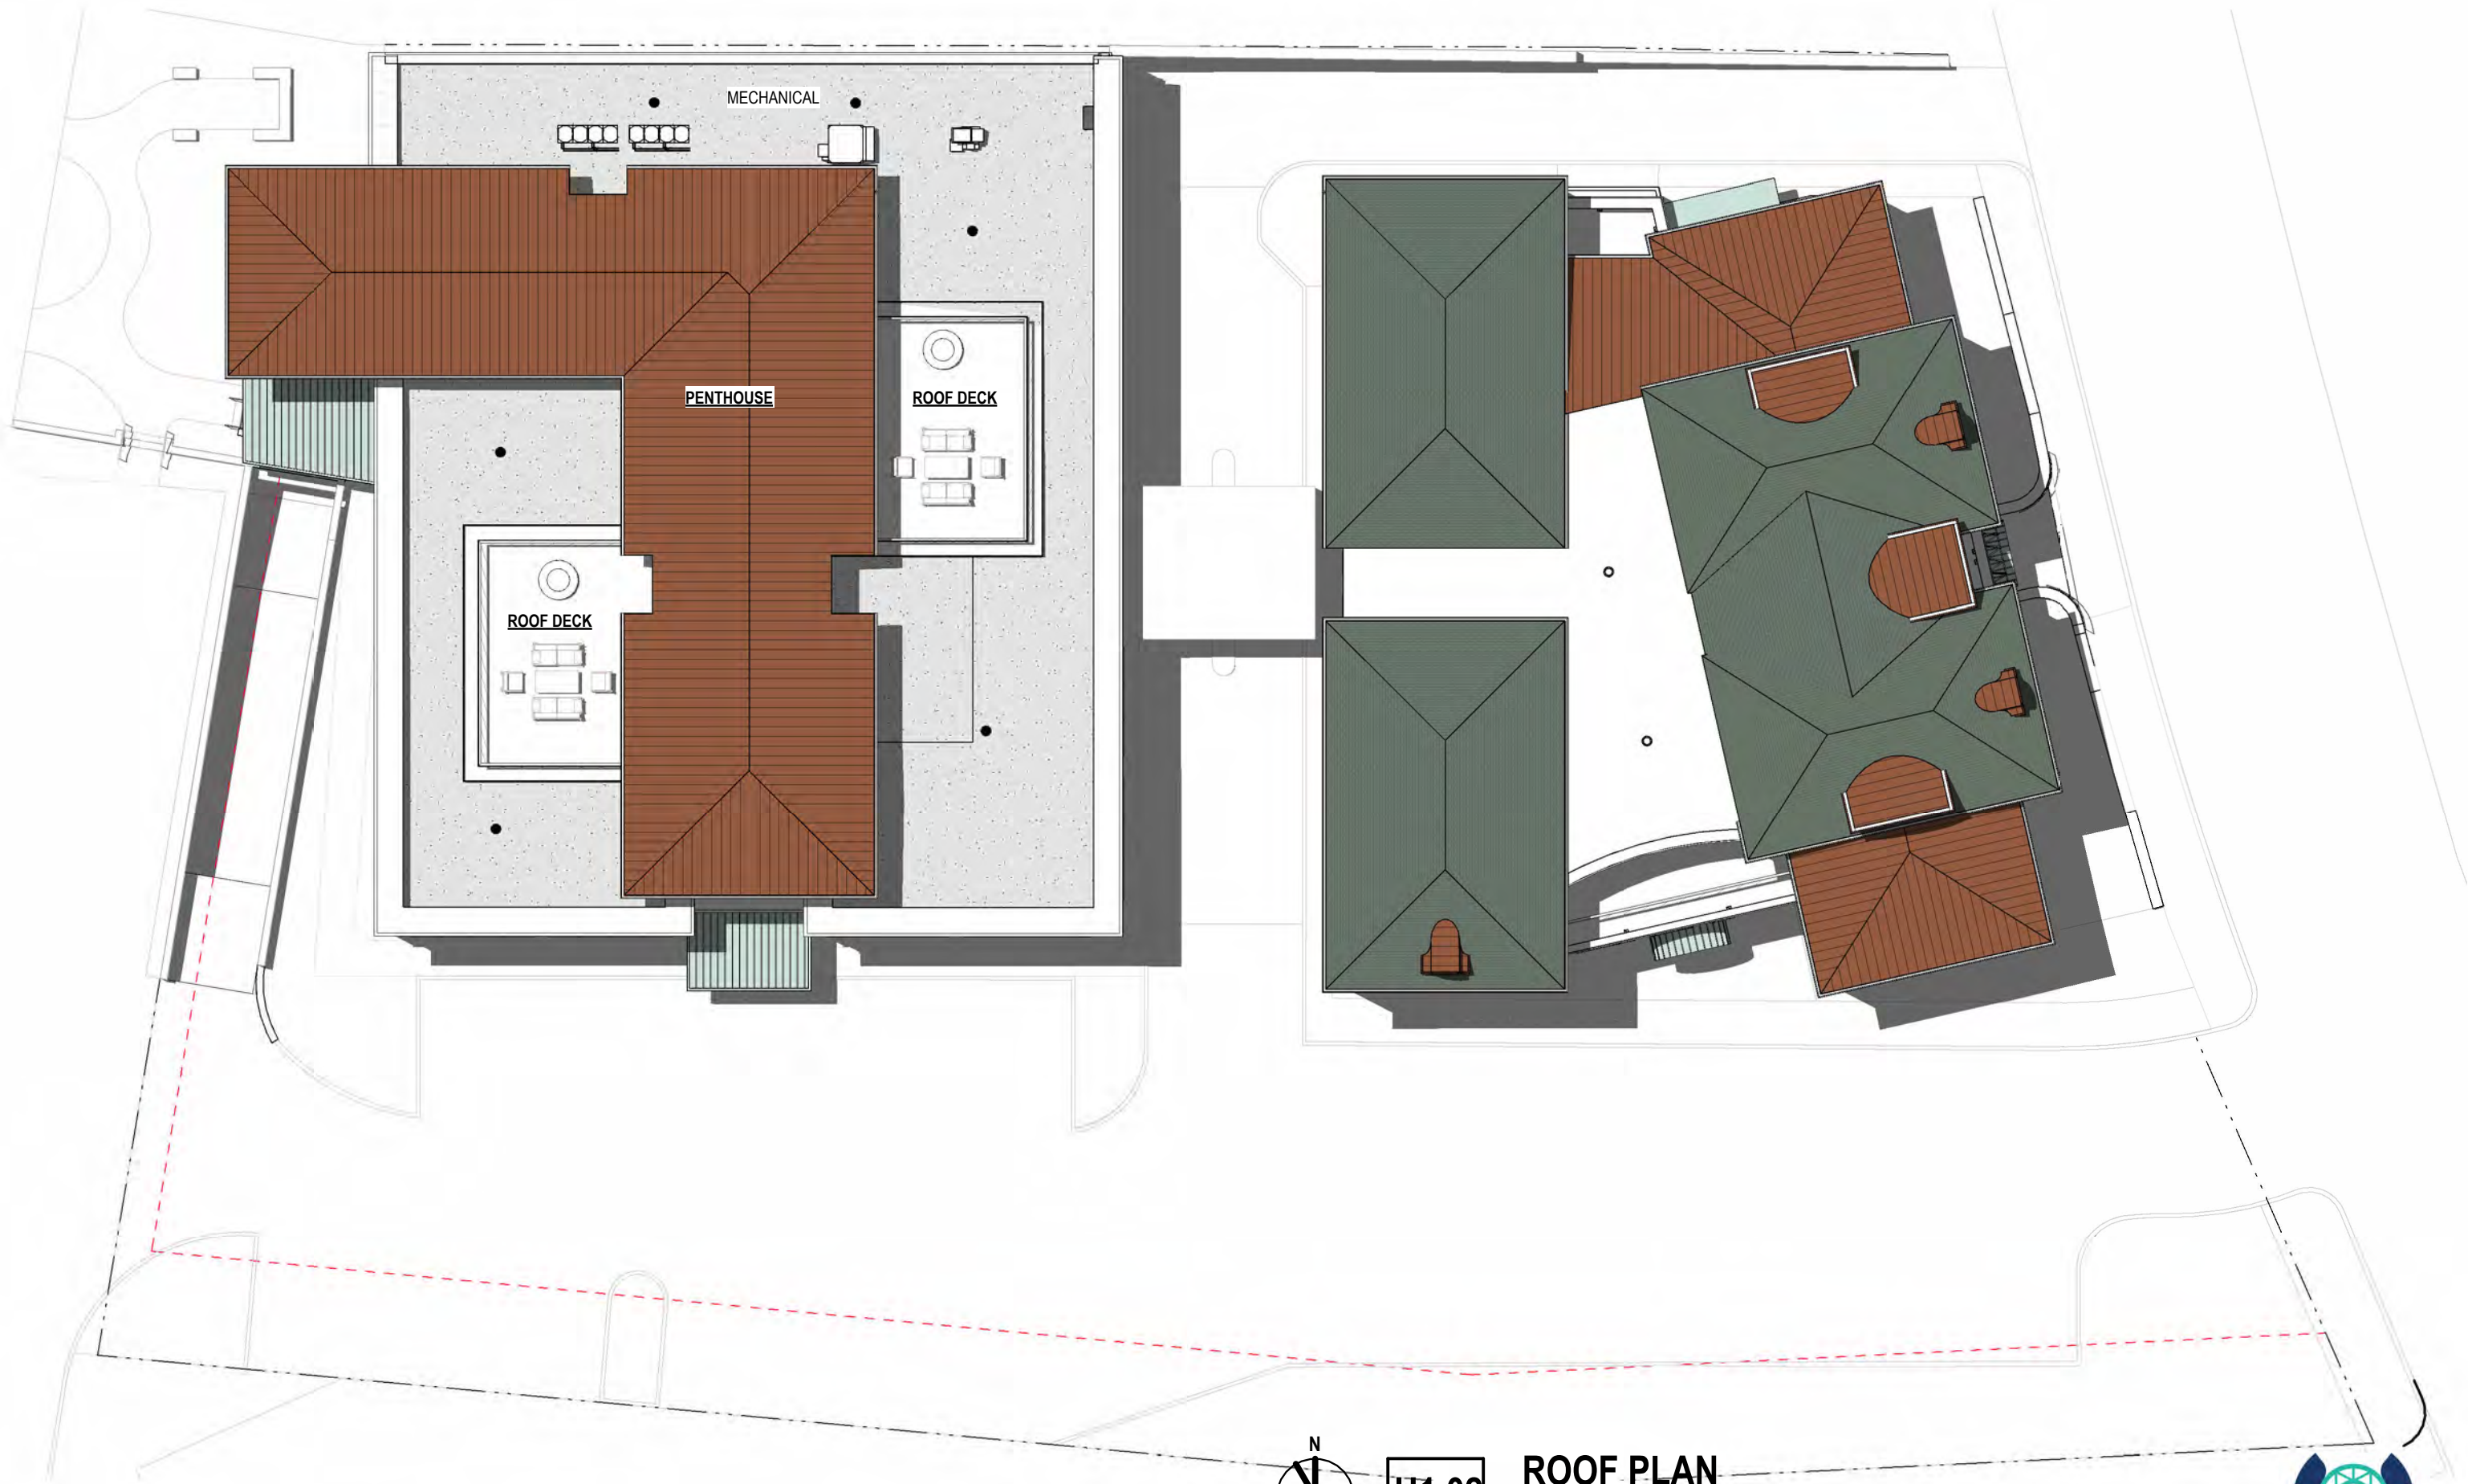 MECHANICAL
PENTHOUSE
ROOF DECK
ROOF DECK
N
ROOF PLAN